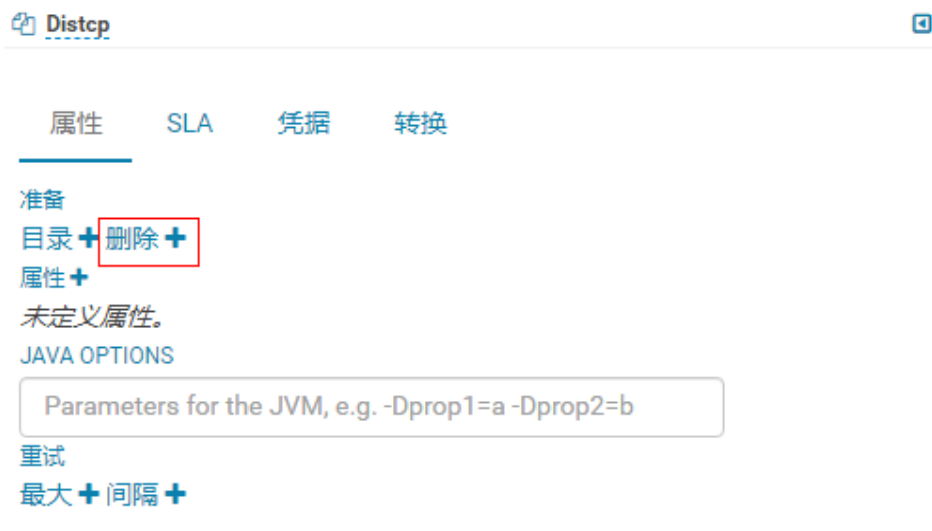 Distcp
属性 SLA 凭据 转换
准备
目录 + 删除 +
属性 +
未定义属性。
JAVA OPTIONS
Parameters for the JVM, e.g. -Dprop1=a -Dprop2=b
重试
最大 + 间隔 +